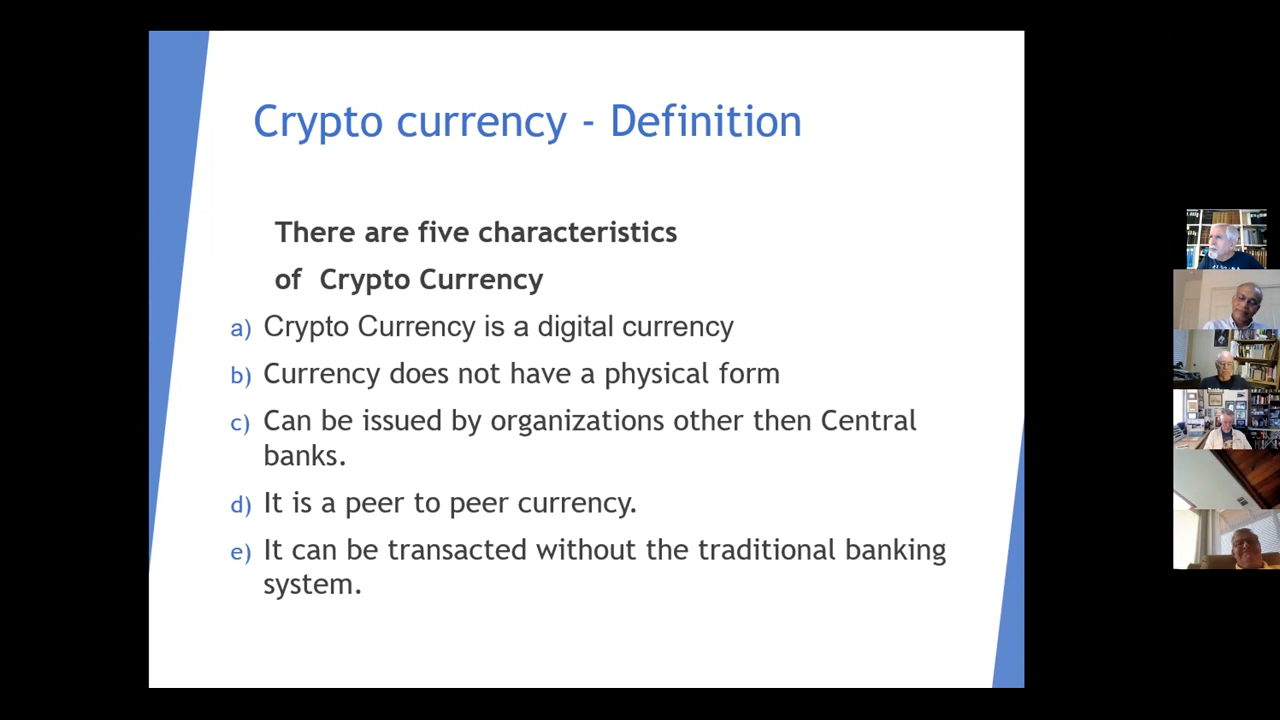 Crypto currency - Definition
There are five characteristics
of Crypto Currency
a) Crypto Currency is a digital currency
b) Currency does not have a physical form
c) Can be issued by organizations other then Central
banks.
d) It is a peer to peer currency.
e) It can be transacted without the traditional banking
system.